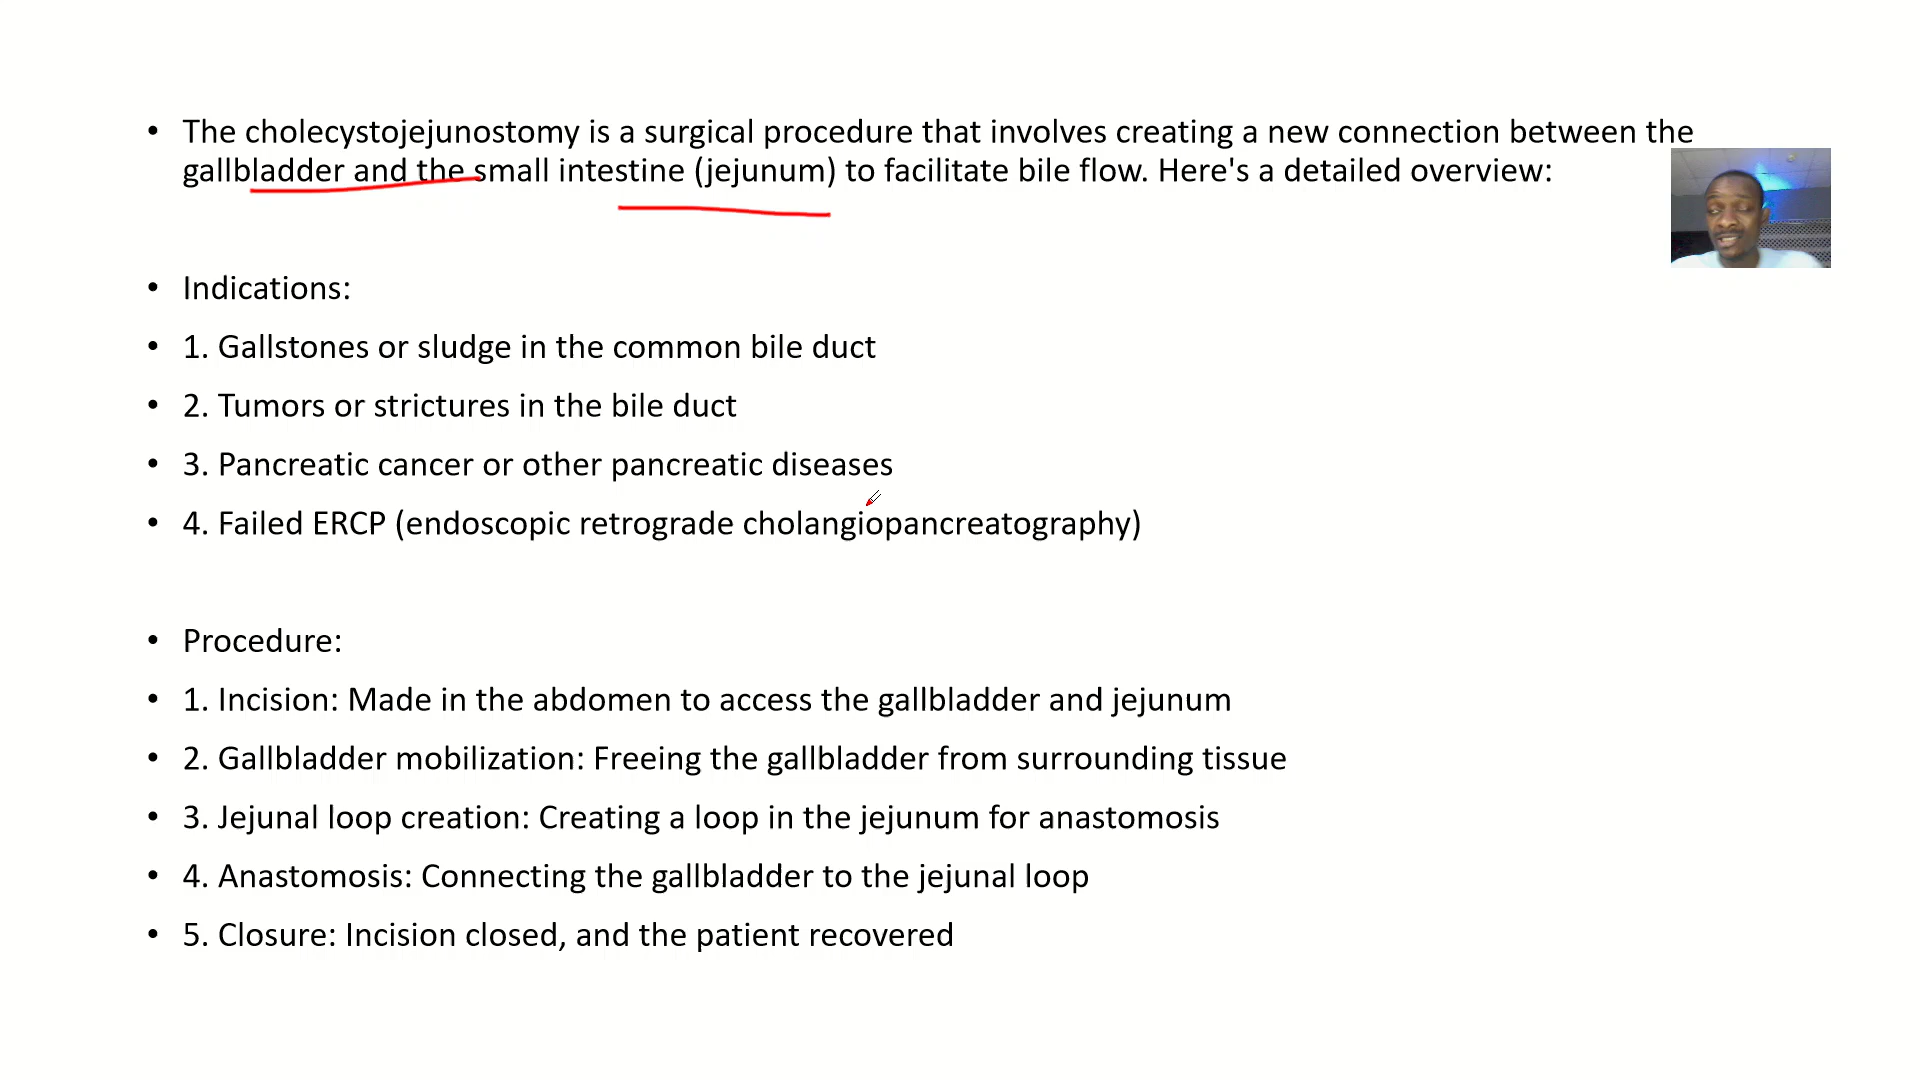 • The cholecystojejunostomy is a surgical procedure that involves creating a new connection between the
gallbladder and the small intestine (jejunum) to facilitate bile flow. Here's a detailed overview:
• Indications:
• 1. Gallstones or sludge in the common bile duct
• 2. Tumors or strictures in the bile duct
• 3. Pancreatic cancer or other pancreatic diseases
• 4. Failed ERCP (endoscopic retrograde cholangiopancreatography)
• Procedure:
• 1. Incision: Made in the abdomen to access the gallbladder and jejunum
• 2. Gallbladder mobilization: Freeing the gallbladder from surrounding tissue
• 3. Jejunal loop creation: Creating a loop in the jejunum for anastomosis
• 4. Anastomosis: Connecting the gallbladder to the jejunal loop
• 5. Closure: Incision closed, and the patient recovered